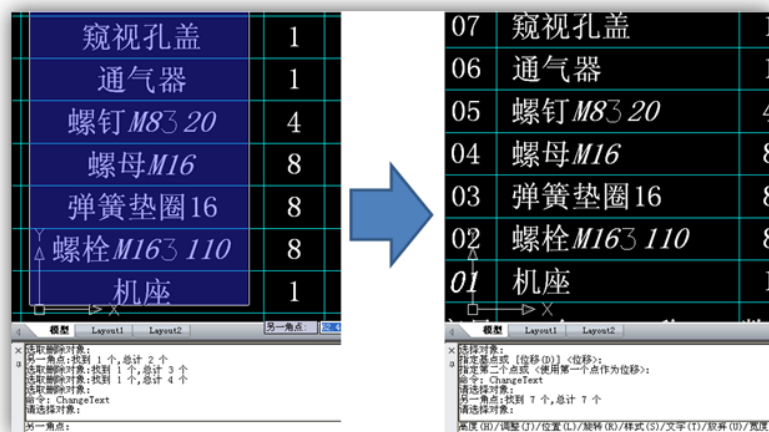 窥视孔盖 1
通气器 1
螺钉M8 3 20 4
螺母M16 8
弹簧垫圈16 8
螺栓M16 3 110 8
机座 1
Y
X
模型 Layout1 Layout2 另一角点:
选取删除对象:
另一角点:找到 1 个,总计 2 个
选取删除对象:找到 1 个,总计 3 个
选取删除对象:找到 1 个,总计 4 个
选取删除对象:
命令: ChangeText
请选择对象:
另一角点:
07 窥视孔盖
06 通气器
05 螺钉M8 3 20
04 螺母M16
03 弹簧垫圈16
02 螺栓M16 3 110
01 机座
X
模型 Layout1 Layout2
选择对象:
指定基点或 [位移(D)] <位移>:
指定第二个点或 <使用第一个点作为位移>:
命令: ChangeText
请选择对象:
另一角点:找到 7 个,总计 7 个
请选择对象:
高度(H)/调整(J)/位置(L)/旋转(R)/样式(S)/文字(T)/放弃(U)/宽度